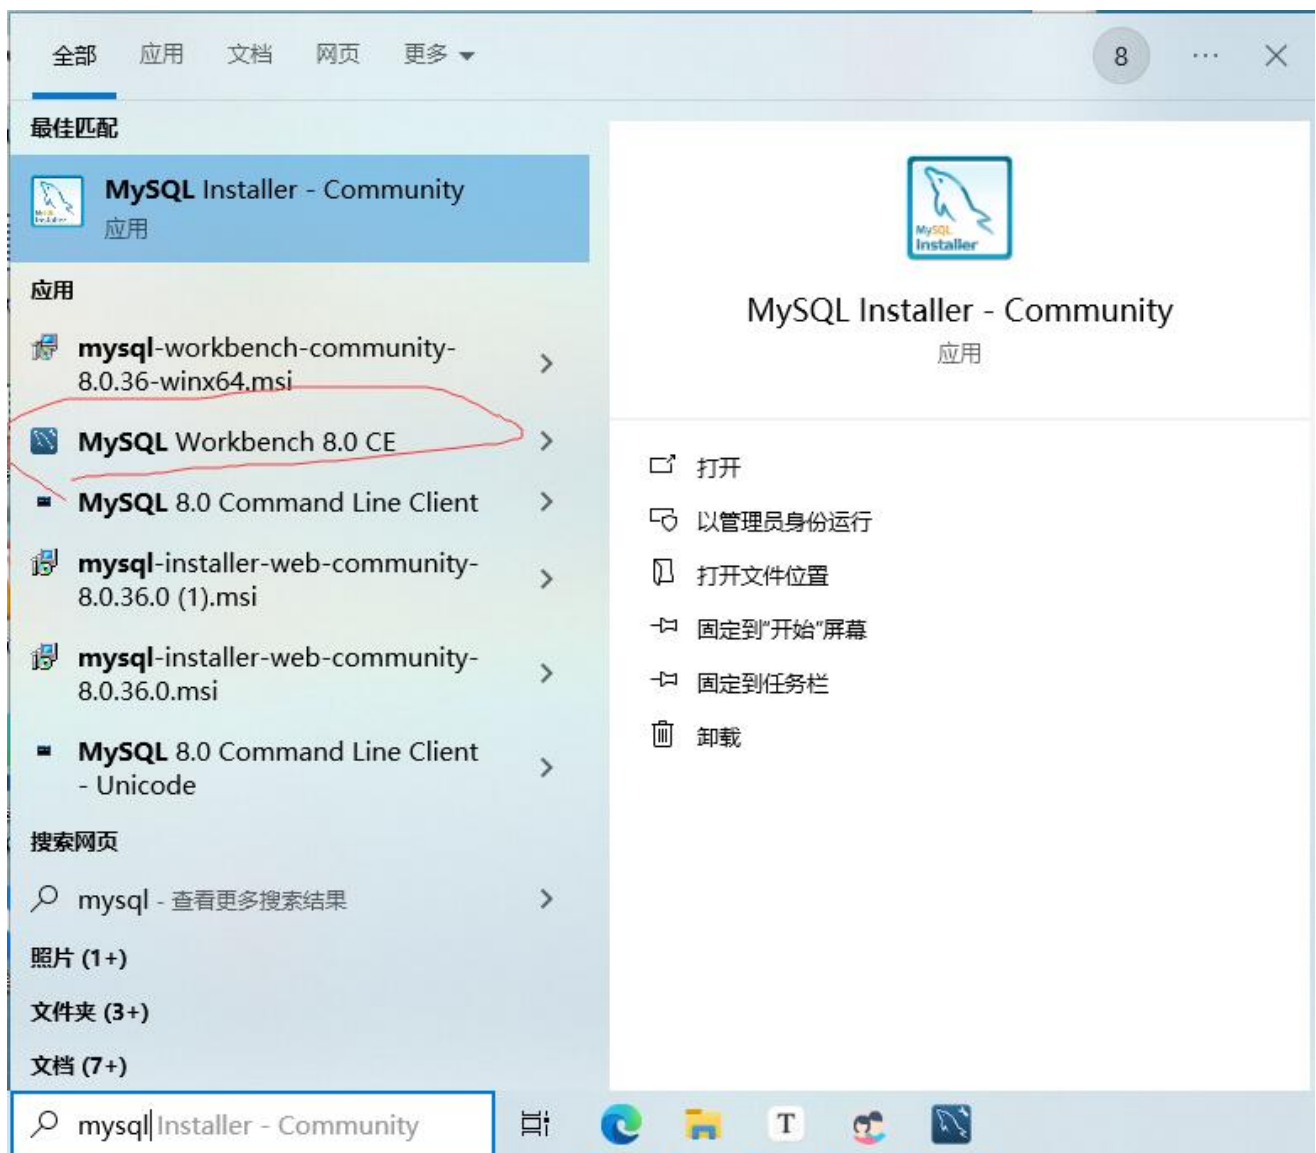 全部 应用 文档 网页 更多 8 ...
最佳匹配
MySQL Installer - Community
应用
应用
mysql-workbench-community-
8.0.36-winx64.msi
MySQL Workbench 8.0 CE
MySQL 8.0 Command Line Client
mysql-installer-web-community-
8.0.36.0 (1).msi
mysql-installer-web-community-
8.0.36.0.msi
MySQL 8.0 Command Line Client
- Unicode
搜索网页
mysql - 查看更多搜索结果
照片 (1+)
文件夹 (3+)
文档 (7+)
MySQL
Installer
MySQL Installer - Community
应用
打开
以管理员身份运行
打开文件位置
固定到"开始"屏幕
固定到任务栏
卸载
mysql Installer - Community
T